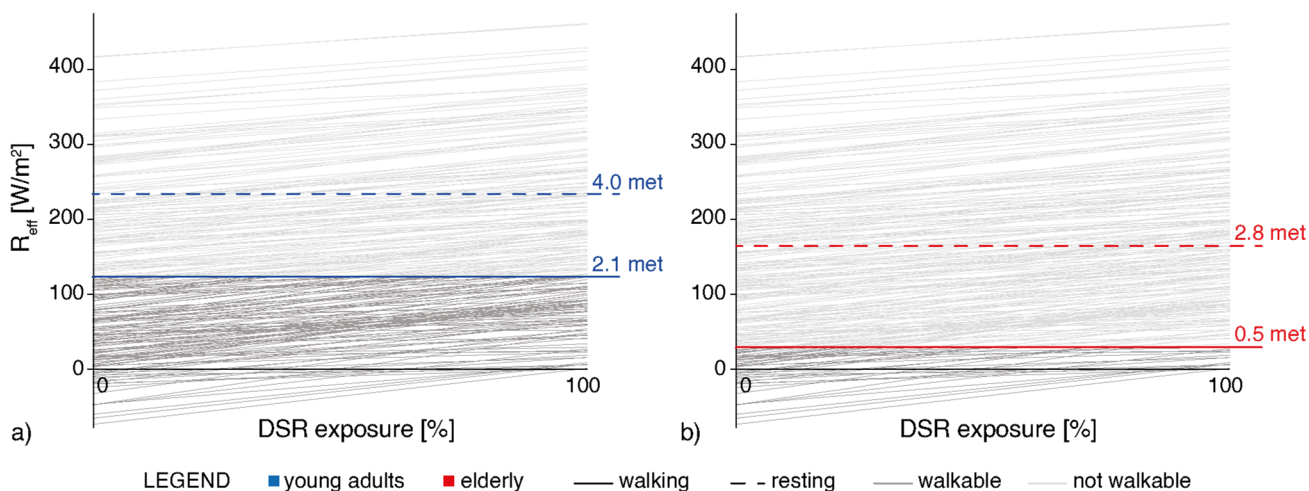 400
300
200
100
0
R_eff [W/m²]
4.0 met
2.1 met
0
100
a)
DSR exposure [%]
400
300
200
100
0
2.8 met
0.5 met
0
100
b)
DSR exposure [%]
LEGEND young adults elderly walking resting walkable not walkable